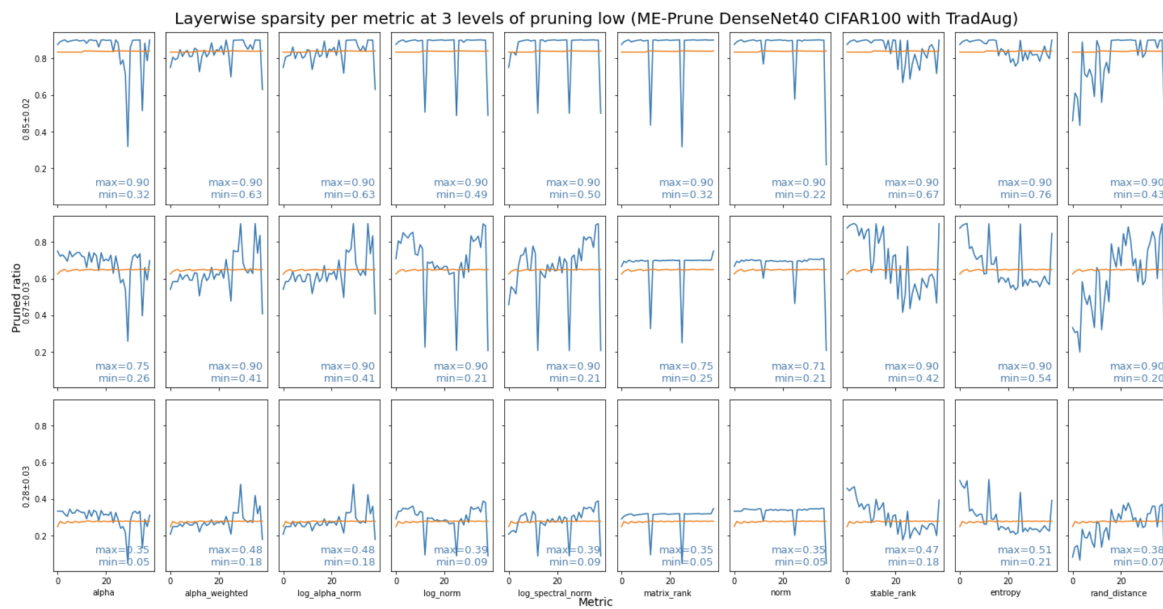 Layerwise sparsity per metric at 3 levels of pruning low (ME-Prune DenseNet40 CIFAR100 with TradAug)
0.8
0.6
0.4
0.2
0.85±0.02
max=0.90
min=0.32
max=0.90
min=0.63
max=0.90
min=0.63
max=0.90
min=0.49
max=0.90
min=0.50
max=0.90
min=0.32
max=0.90
min=0.22
max=0.90
min=0.67
max=0.90
min=0.76
max=0.90
min=0.43
Pruned ratio
0.67±0.03
0.8
0.6
0.4
0.2
max=0.75
min=0.26
max=0.90
min=0.41
max=0.90
min=0.41
max=0.90
min=0.21
max=0.90
min=0.21
max=0.75
min=0.25
max=0.71
min=0.21
max=0.90
min=0.42
max=0.90
min=0.54
max=0.90
min=0.20
0.28±0.03
0.8
0.6
0.4
0.2
max=0.35
min=0.05
max=0.48
min=0.18
max=0.48
min=0.18
max=0.39
min=0.09
max=0.39
min=0.09
max=0.35
min=0.05
max=0.35
min=0.05
max=0.47
min=0.18
max=0.51
min=0.21
max=0.38
min=0.07
0 20 0 20 0 20 0 20 0 20 0 20 0 20 0 20 0 20 0 20
alpha alpha_weighted log_alpha_norm log_norm log_spectral_norm matrix_rank norm stable_rank entropy rand_distance
Metric